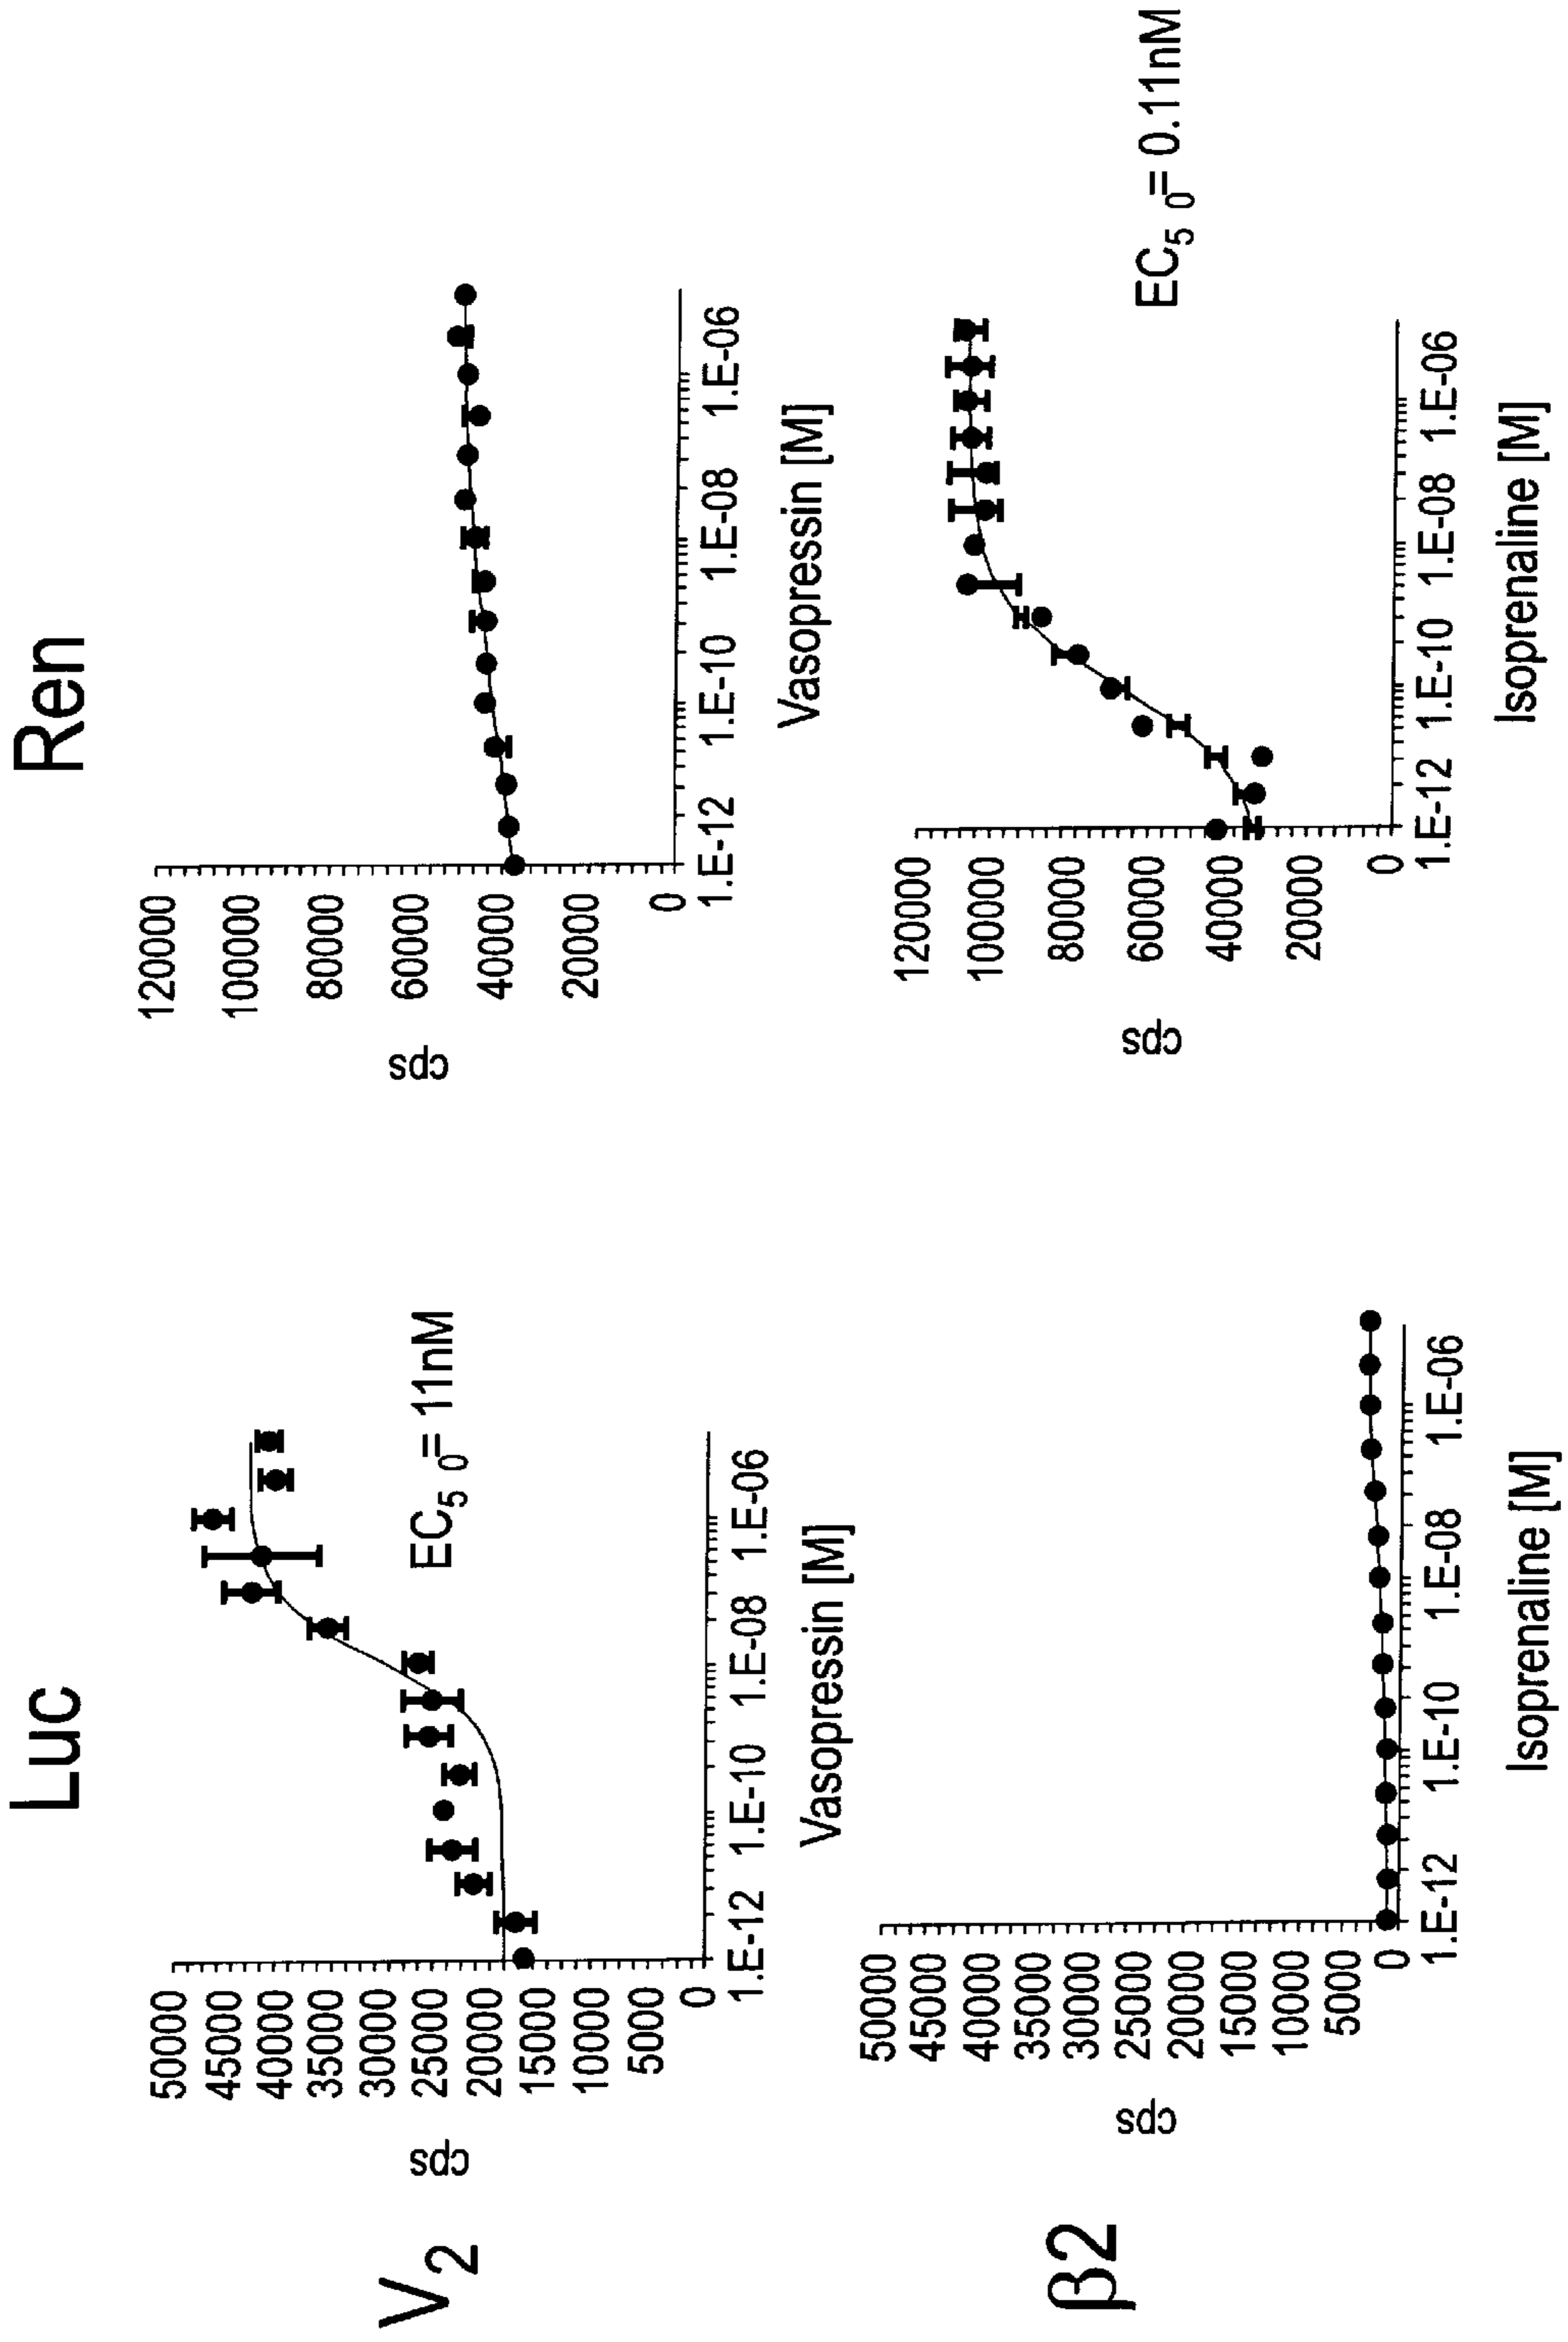 Luc
Ren
V2
cps
50000
45000
40000
35000
30000
25000
20000
15000
10000
5000
0
1.E-12 1.E-10 1.E-08 1.E-06
Vasopressin [M]
EC5 0= 11nM
cps
120000
100000
80000
60000
40000
20000
0
1.E-12 1.E-10 1.E-08 1.E-06
Vasopressin [M]
β2
cps
50000
45000
40000
35000
30000
25000
20000
15000
10000
5000
0
1.E-12 1.E-10 1.E-08 1.E-06
Isoprenaline [M]
cps
120000
100000
80000
60000
40000
20000
0
1.E-12 1.E-10 1.E-08 1.E-06
Isoprenaline [M]
EC5 0= 0.11nM